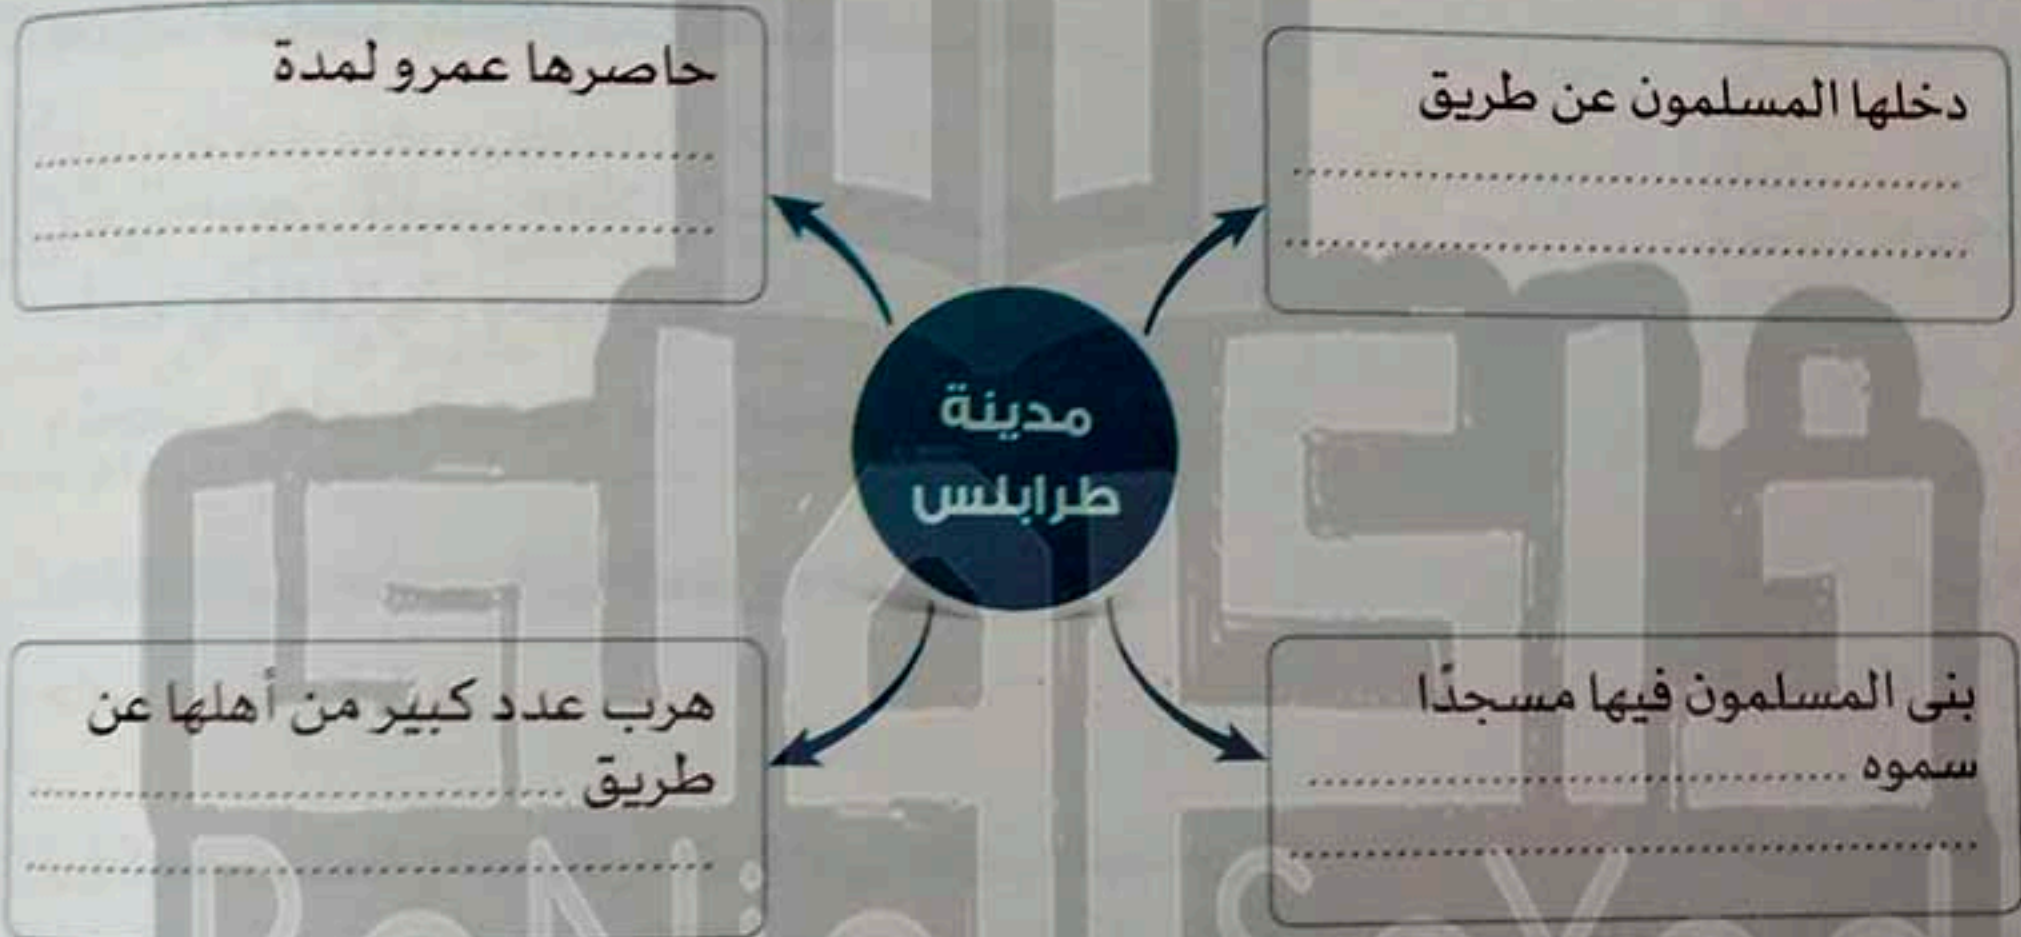 دخلها المسلمون عن طريق
حاصرها عمرو لمدة
مدينة
طرابلس
بنى المسلمون فيها مسجدًا
سموه
هرب عدد كبير من أهلها عن
طريق